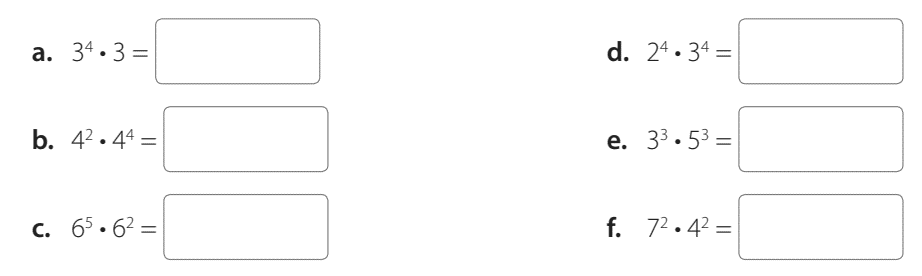 a. 3⁴ • 3 =
b. 4² • 4⁴ =
c. 6⁵ • 6² =
d. 2⁴ • 3⁴ =
e. 3³ • 5³ =
f. 7² • 4² =